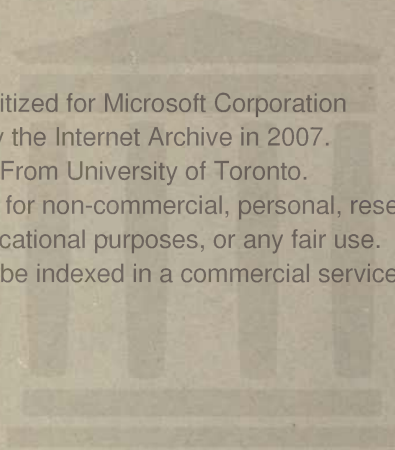 itized for Microsoft Corporation
y the Internet Archive in 2007.
From University of Toronto.
for non-commercial, personal, rese
cational purposes, or any fair use.
be indexed in a commercial service